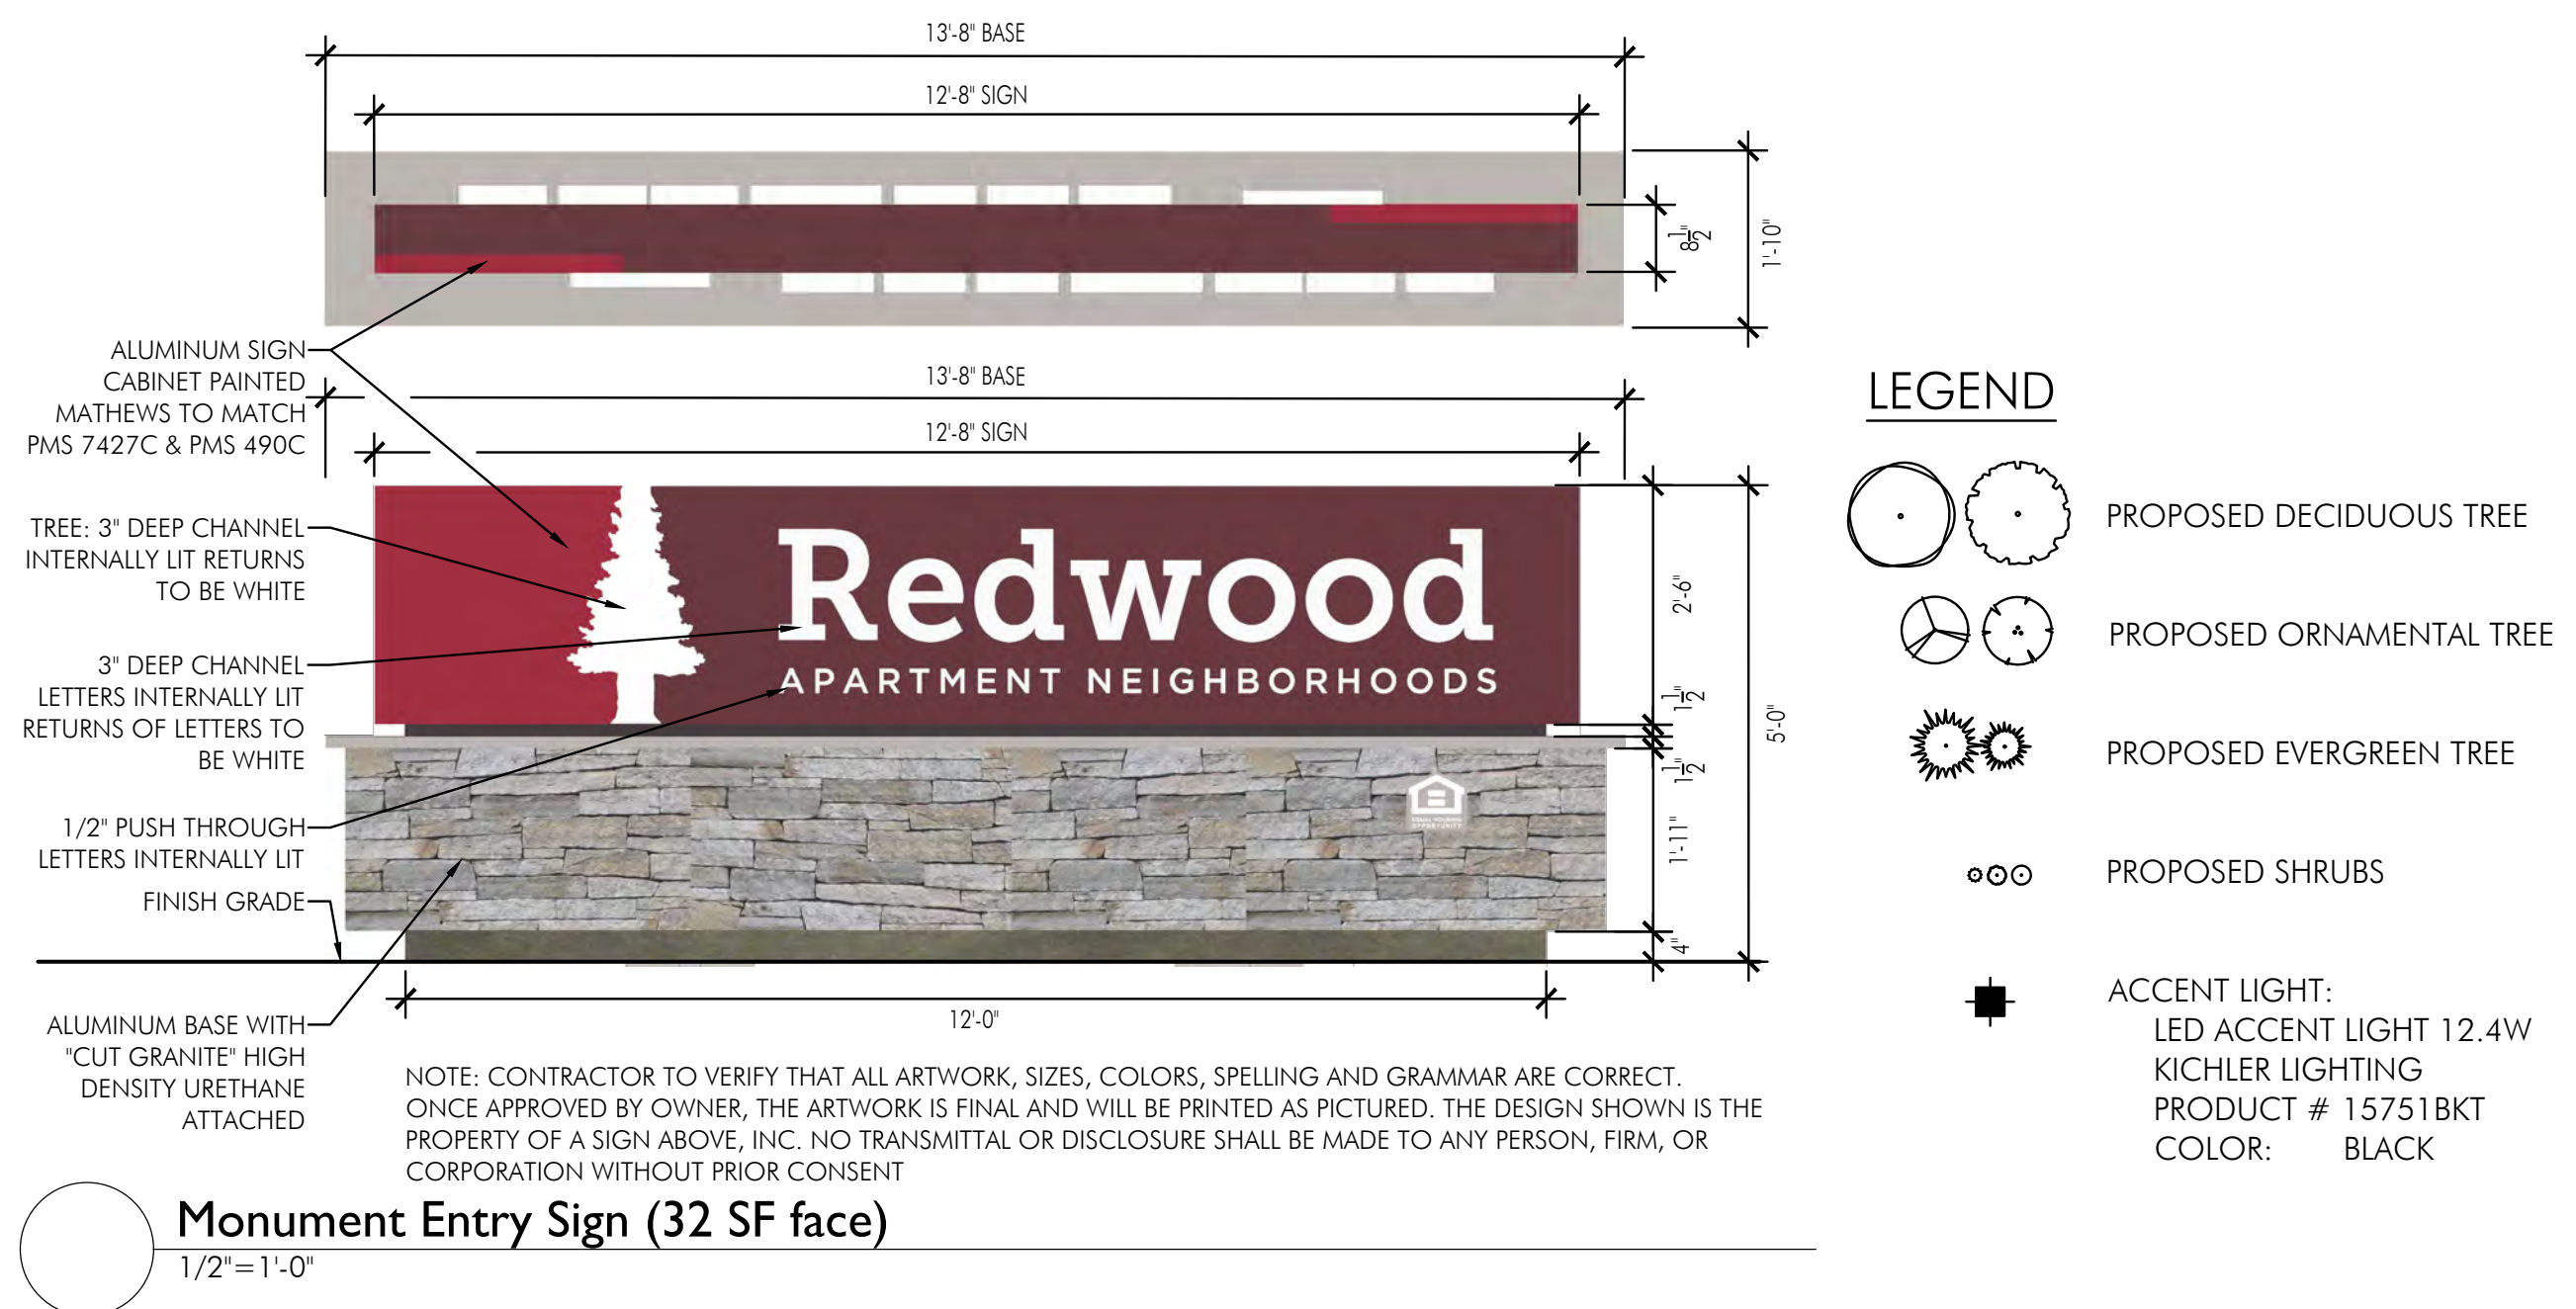 13'-8" BASE
12'-8" SIGN
8 1/2"
1'-10"
ALUMINUM SIGN
CABINET PAINTED
MATHEWS TO MATCH
PMS 7427C & PMS 490C
13'-8" BASE
12'-8" SIGN
TREE: 3" DEEP CHANNEL
INTERNALLY LIT RETURNS
TO BE WHITE
3" DEEP CHANNEL
LETTERS INTERNALLY LIT
RETURNS OF LETTERS TO
BE WHITE
1/2" PUSH THROUGH
LETTERS INTERNALLY LIT
FINISH GRADE
ALUMINUM BASE WITH
"CUT GRANITE" HIGH
DENSITY URETHANE
ATTACHED
Redwood
APARTMENT NEIGHBORHOODS
EQUAL HOUSING
OPPORTUNITY
2'-6"
1 1/2"
1 1/2"
1'-11"
4"
5'-0"
12'-0"
NOTE: CONTRACTOR TO VERIFY THAT ALL ARTWORK, SIZES, COLORS, SPELLING AND GRAMMAR ARE CORRECT.
ONCE APPROVED BY OWNER, THE ARTWORK IS FINAL AND WILL BE PRINTED AS PICTURED. THE DESIGN SHOWN IS THE
PROPERTY OF A SIGN ABOVE, INC. NO TRANSMITTAL OR DISCLOSURE SHALL BE MADE TO ANY PERSON, FIRM, OR
CORPORATION WITHOUT PRIOR CONSENT
Monument Entry Sign (32 SF face)
1/2"=1'-0"
LEGEND
PROPOSED DECIDUOUS TREE
PROPOSED ORNAMENTAL TREE
PROPOSED EVERGREEN TREE
PROPOSED SHRUBS
ACCENT LIGHT:
LED ACCENT LIGHT 12.4W
KICHLER LIGHTING
PRODUCT # 15751BKT
COLOR: BLACK